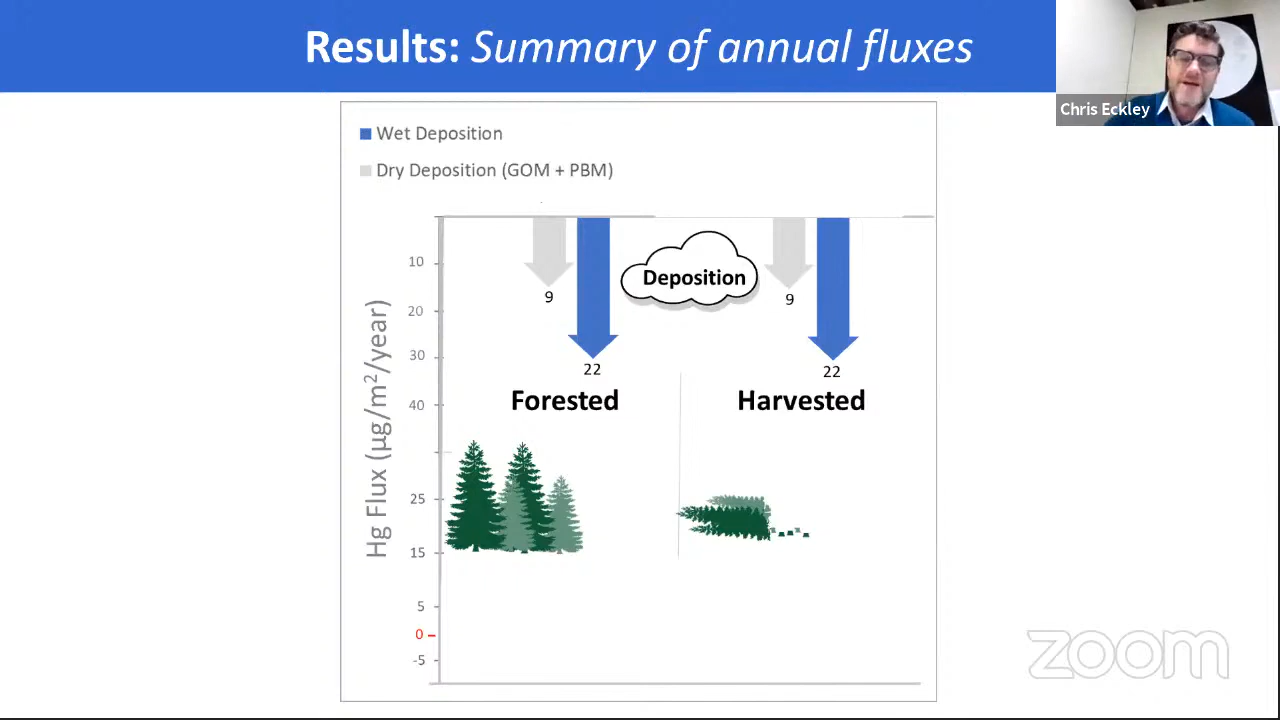 Results: Summary of annual fluxes
Chris Eckley
Wet Deposition
Dry Deposition (GOM + PBM)
Deposition
10
20
30
40
25
15
5
0
-5
Hg Flux (µg/m²/year)
9
22
9
22
Forested
Harvested
zoom